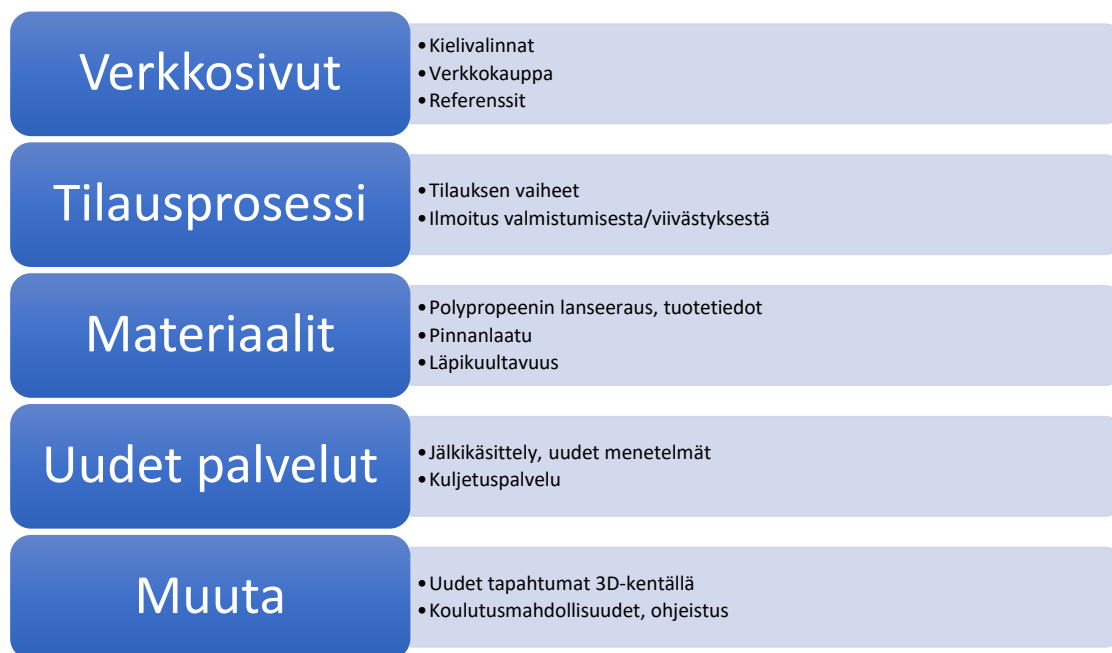 Verkkosivut
•Kielivalinnat
•Verkkokauppa
•Referenssit
Tilausprosessi
•Tilauksen vaiheet
•Ilmoitus valmistumisesta/viivästyksestä
Materiaalit
•Polypropeenin lanseeraus, tuotetiedot
•Pinnanlaatu
•Läpikuultavuus
Uudet palvelut
•Jälkikäsittely, uudet menetelmät
•Kuljetuspalvelu
Muuta
•Uudet tapahtumat 3D-kentällä
•Koulutusmahdollisuudet, ohjeistus